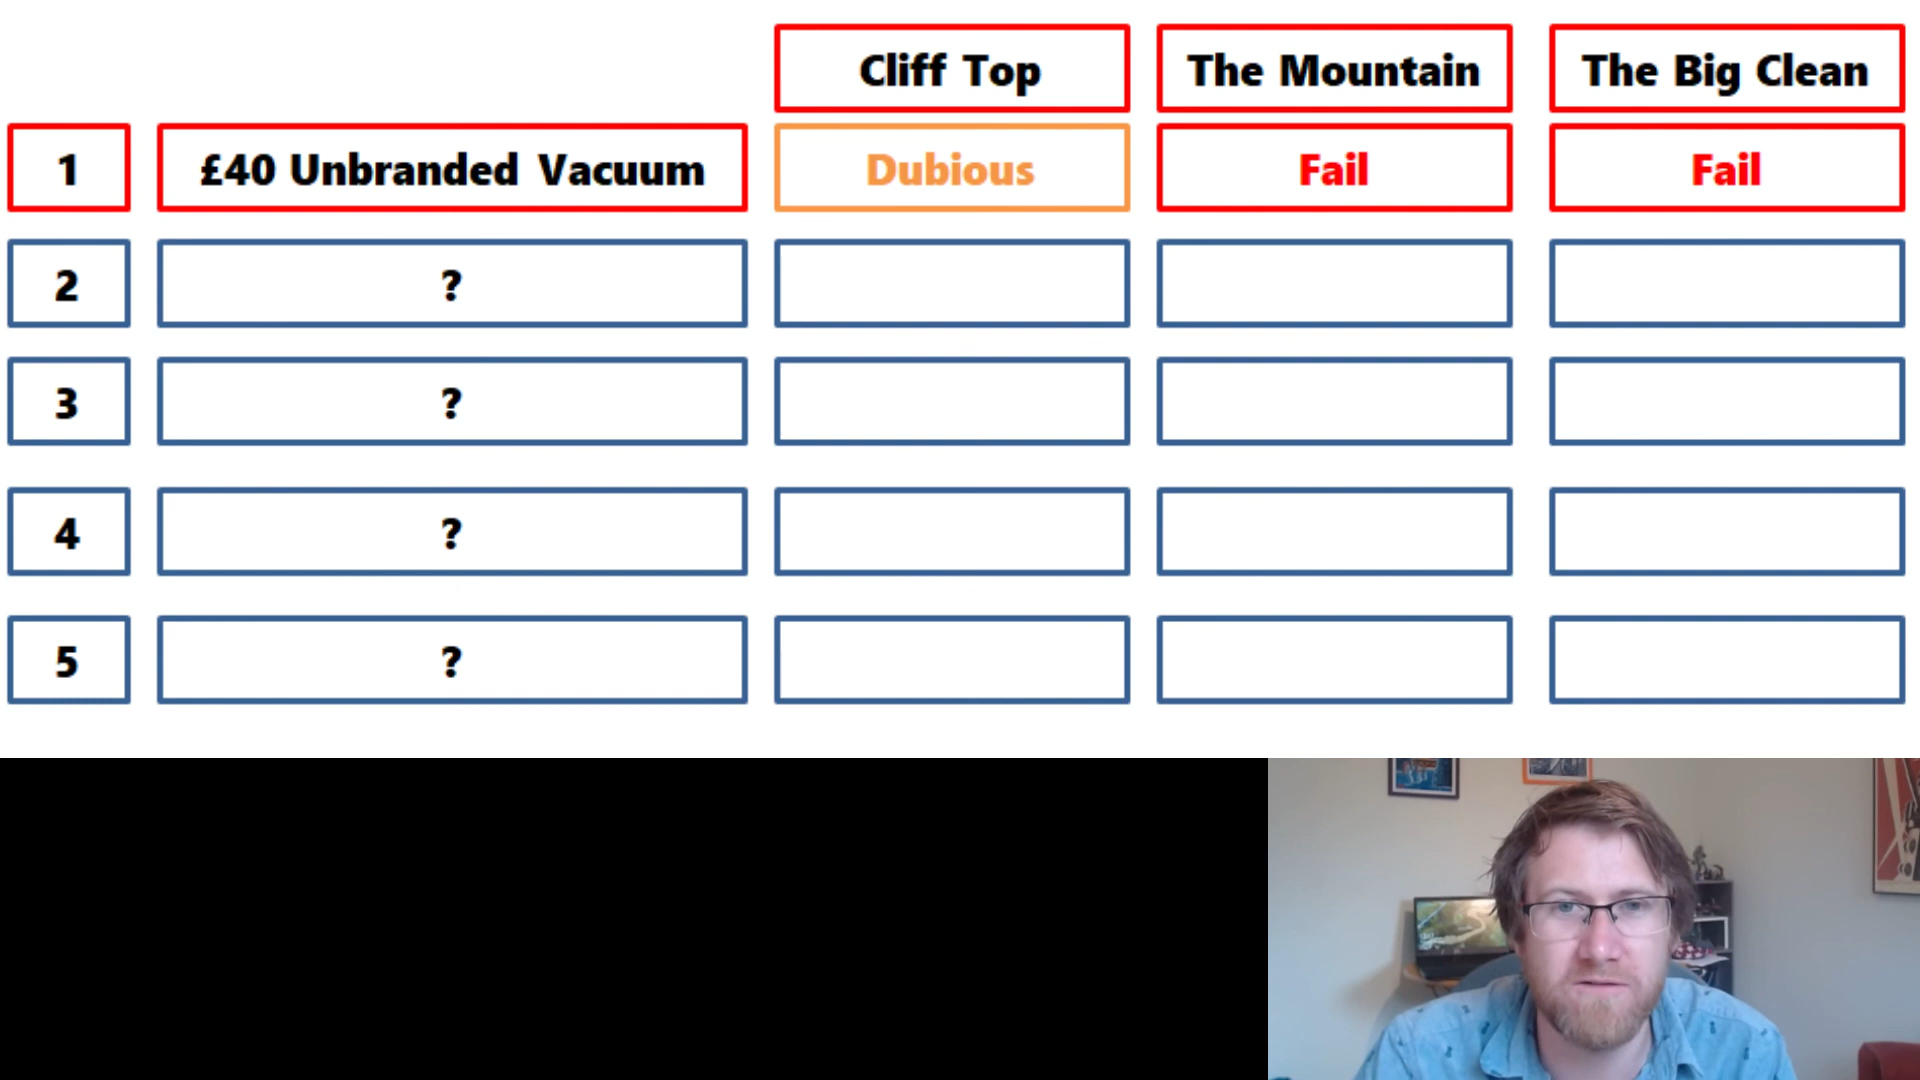 Cliff Top The Mountain The Big Clean
1 £40 Unbranded Vacuum Dubious Fail Fail
2 ?
3 ?
4 ?
5 ?